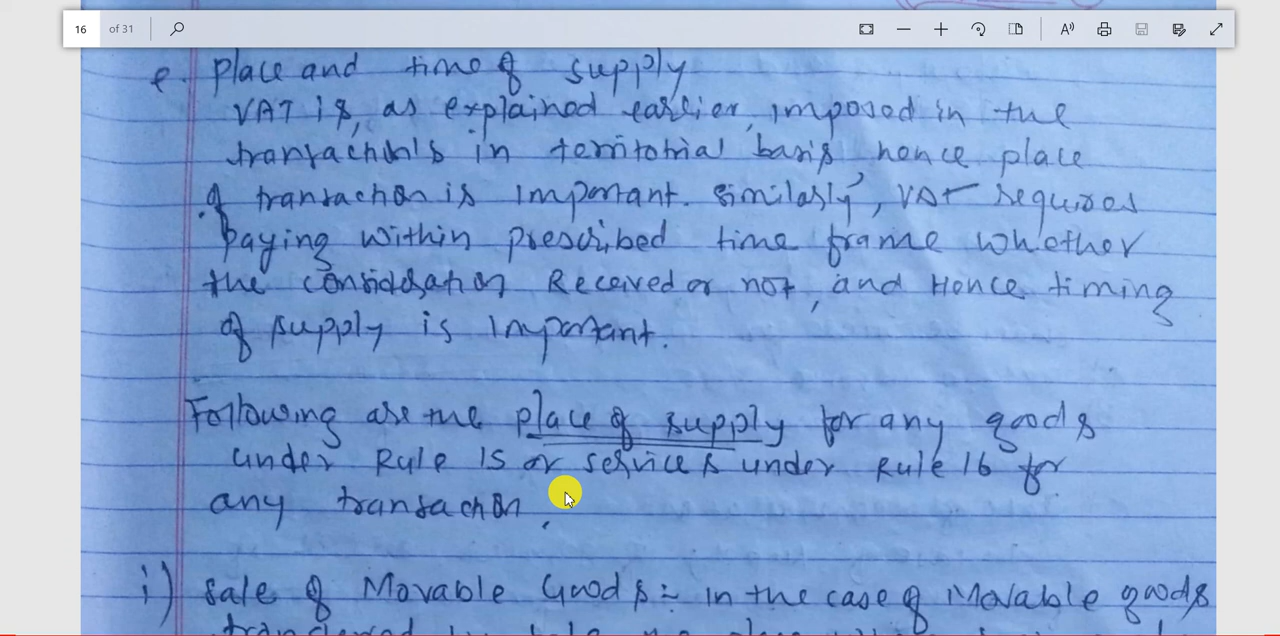 16 of 31
e. Place and time of supply
VAT is, as explained earlier, imposed in the
transactions in territorial basis, hence place
of transaction is important. Similarly, VAT requires
paying within prescribed time frame whether
the consideration Received or not, and Hence timing
of supply is Important.
Following are the place of supply for any goods
under Rule 15 or services under Rule 16 for
any transaction.
i) Sale of Movable Goods:- in the case of Movable goods